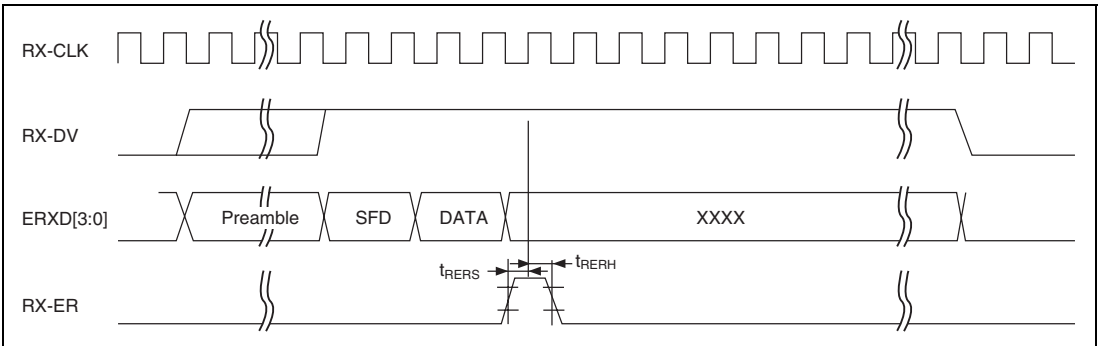 RX-CLK
RX-DV
ERXD[3:0]
Preamble
SFD
DATA
XXXX
tRERS
tRERH
RX-ER